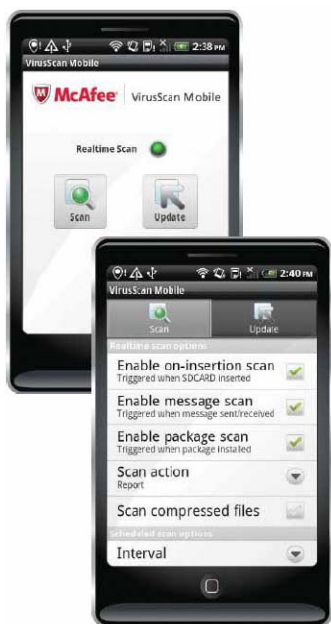 2:38 PM
VirusScan Mobile
McAfee VirusScan Mobile
Realtime Scan
Scan Update
2:40 PM
VirusScan Mobile
Scan Update
Realtime scan options
Enable on-insertion scan
Triggered when SDCARD inserted
Enable message scan
Triggered when message sent/received
Enable package scan
Triggered when package installed
Scan action
Report
Scan compressed files
Scheduled scan options
Interval